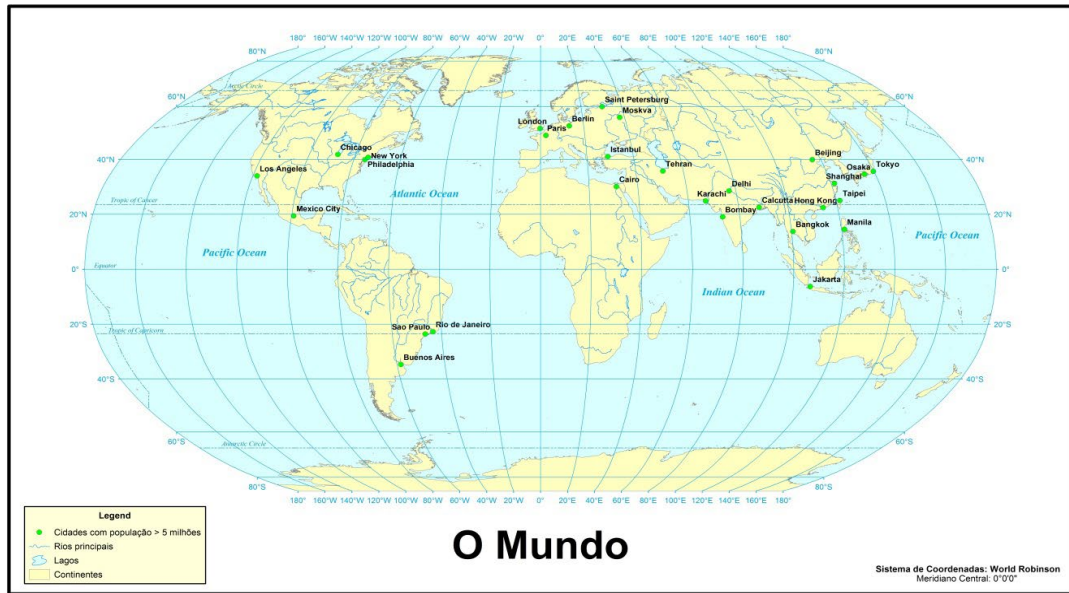 180° 160°W 140°W 120°W 100°W 80°W 60°W 40°W 20°W 0° 20°E 40°E 60°E 80°E 100°E 120°E 140°E 160°E 180°
80°N 80°N
Arctic Circle
60°N 60°N
Saint Petersburg
Moskva
London Berlin
Paris
Chicago Istanbul Beijing
New York
40°N 40°N
Philadelphia
Los Angeles Tehran Osaka Tokyo
Cairo Delhi Shanghai
Atlantic Ocean
Karachi Calcutta Hong Kong Taipei
Tropic of Cancer
Mexico City Bombay Manila
20°N 20°N
Bangkok
Pacific Ocean Pacific Ocean
Equator
0° 0°
Jakarta
Indian Ocean
20°S 20°S
Sao Paulo Rio de Janeiro
Tropic of Capricorn
Buenos Aires
40°S 40°S
60°S 60°S
Antarctic Circle
80°S 80°S
180° 160°W 140°W 120°W 100°W 80°W 60°W 40°W 20°W 0° 20°E 40°E 60°E 80°E 100°E 120°E 140°E 160°E 180°
Legend
Cidades com população > 5 milhões
Rios principais
Lagos
Continentes
O Mundo
Sistema de Coordenadas: World Robinson
Meridiano Central: 0°0'0"